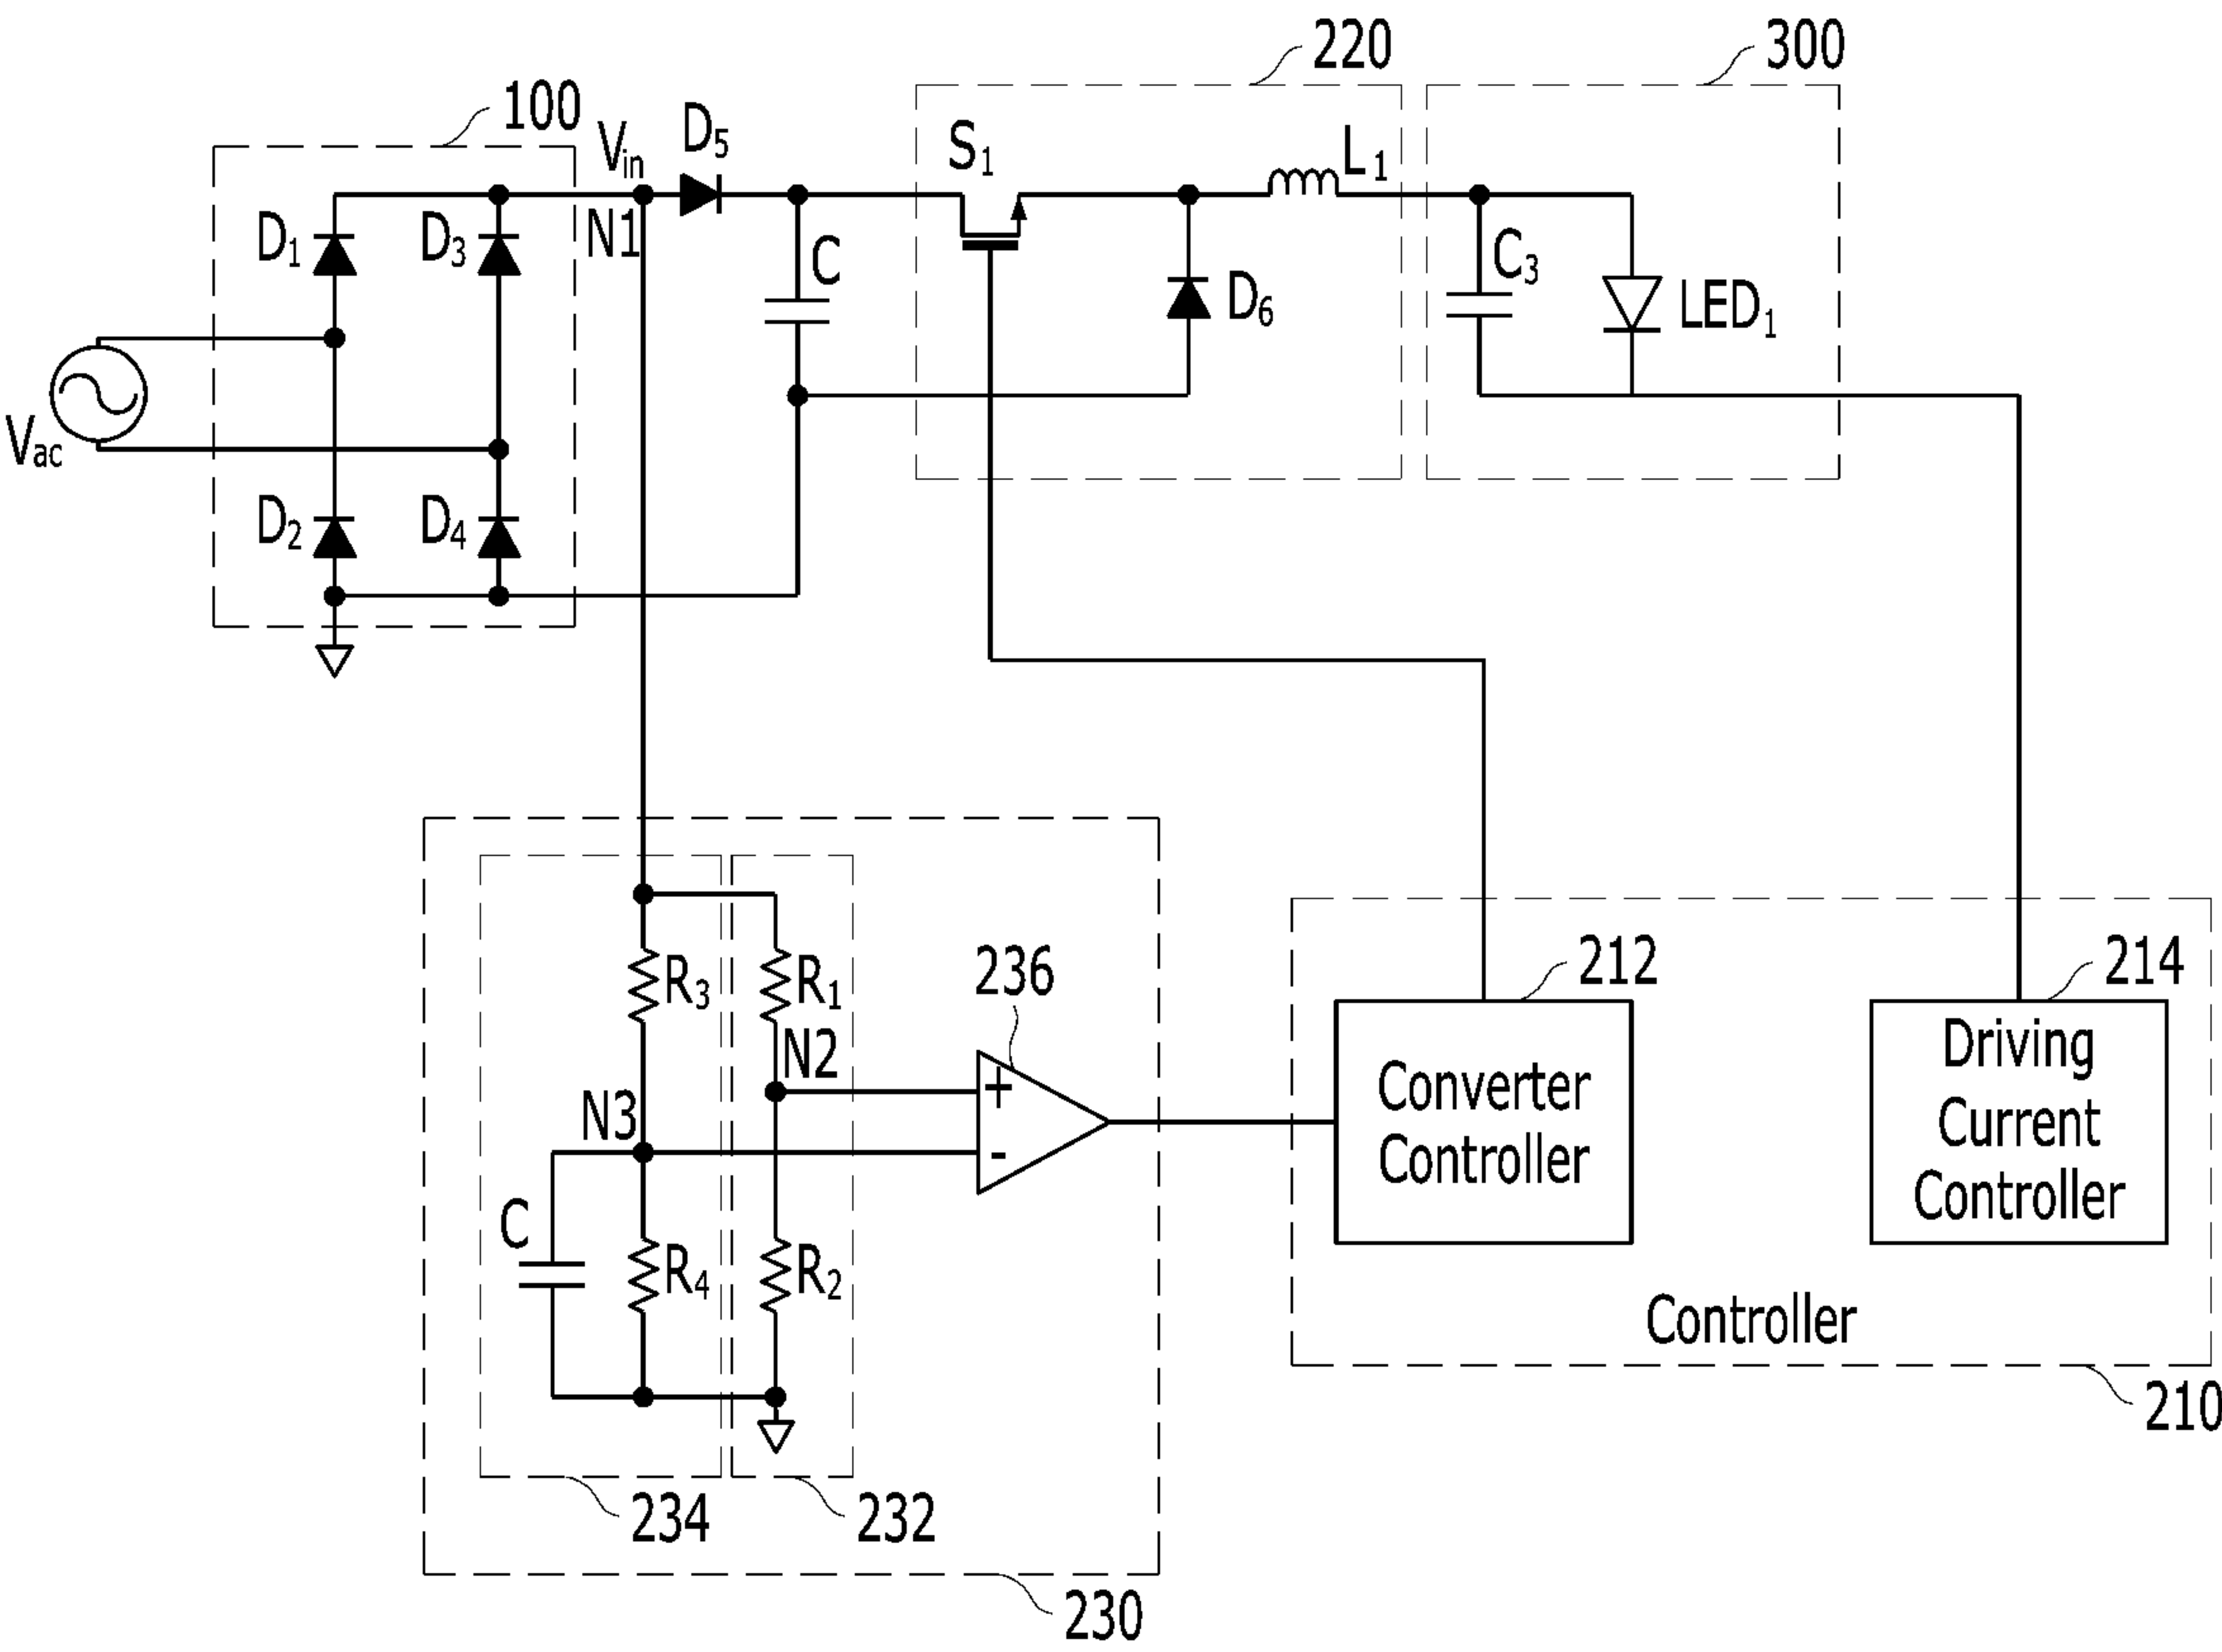 220
300
100
Vin
D5
S1
L1
D1
D3
N1
C
C3
D6
LED1
Vac
D2
D4
236
212
214
R3
R1
N2
N3
+
-
Converter
Controller
Driving
Current
Controller
C
R4
R2
Controller
210
234
232
230